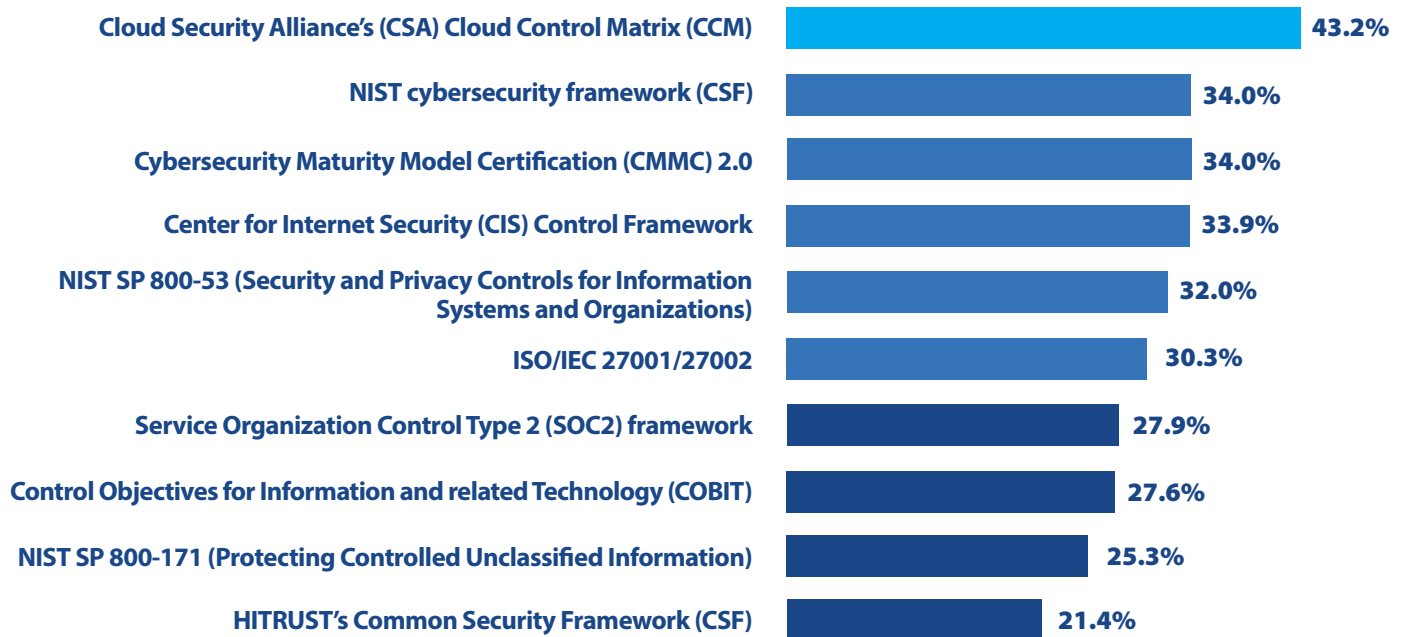 Cloud Security Alliance’s (CSA) Cloud Control Matrix (CCM)
43.2%
NIST cybersecurity framework (CSF)
34.0%
Cybersecurity Maturity Model Certification (CMMC) 2.0
34.0%
Center for Internet Security (CIS) Control Framework
33.9%
NIST SP 800-53 (Security and Privacy Controls for Information
Systems and Organizations)
32.0%
ISO/IEC 27001/27002
30.3%
Service Organization Control Type 2 (SOC2) framework
27.9%
Control Objectives for Information and related Technology (COBIT)
27.6%
NIST SP 800-171 (Protecting Controlled Unclassified Information)
25.3%
HITRUST’s Common Security Framework (CSF)
21.4%